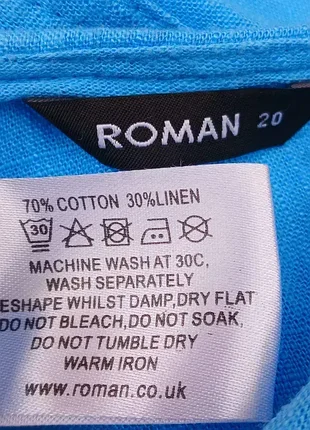 ROMAN 20
70% COTTON 30%LINEN
30
MACHINE WASH AT 30C,
WASH SEPARATELY
ESHAPE WHILST DAMP,DRY FLAT
DO NOT BLEACH,DO NOT SOAK,
DO NOT TUMBLE DRY
WARM IRON
www.roman.co.uk